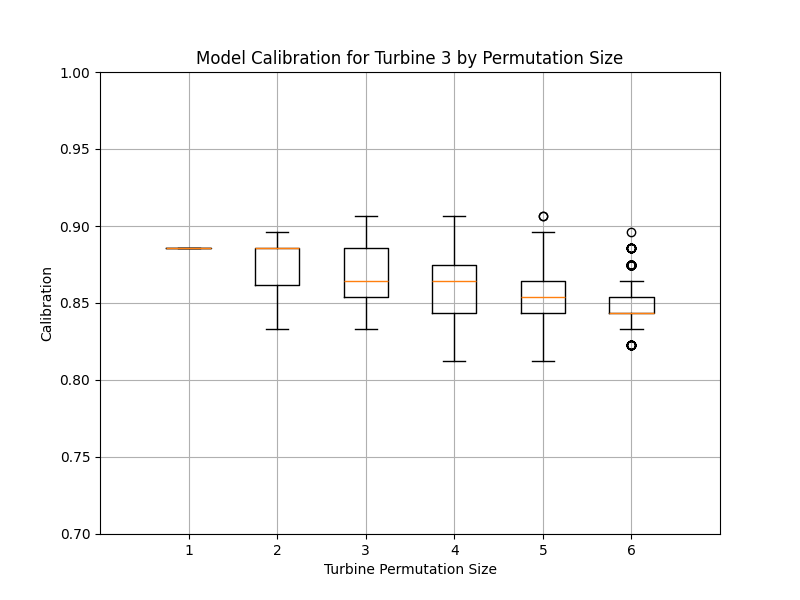 Model Calibration for Turbine 3 by Permutation Size
1.00
0.95
0.90
0.85
0.80
0.75
0.70
Calibration
1 2 3 4 5 6
Turbine Permutation Size